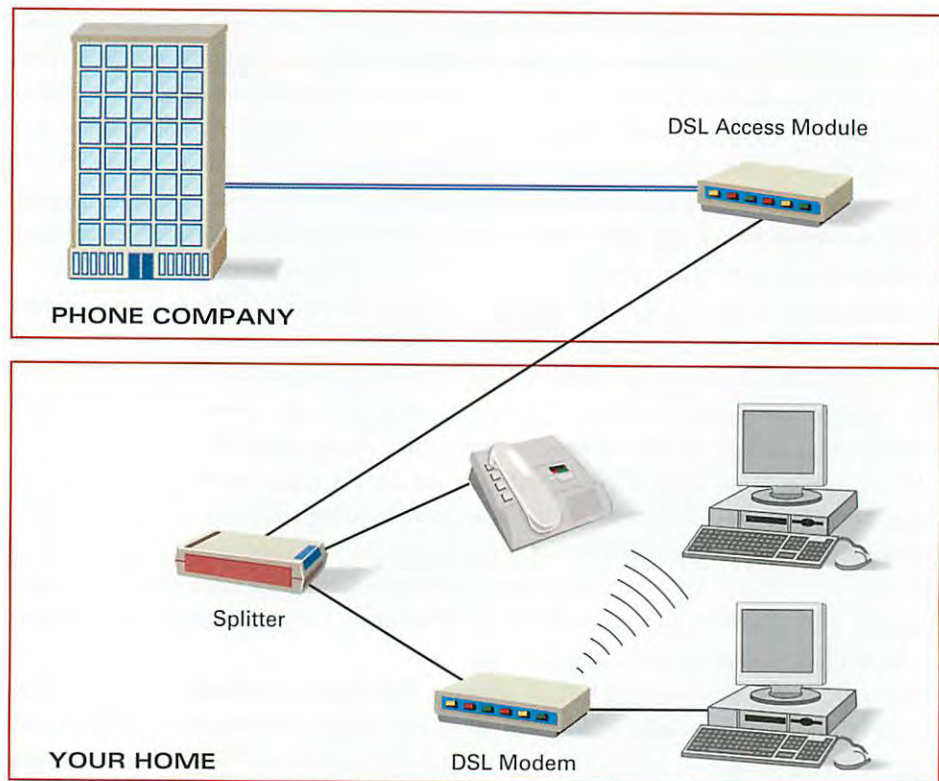 DSL Access Module
PHONE COMPANY
Splitter
DSL Modem
YOUR HOME